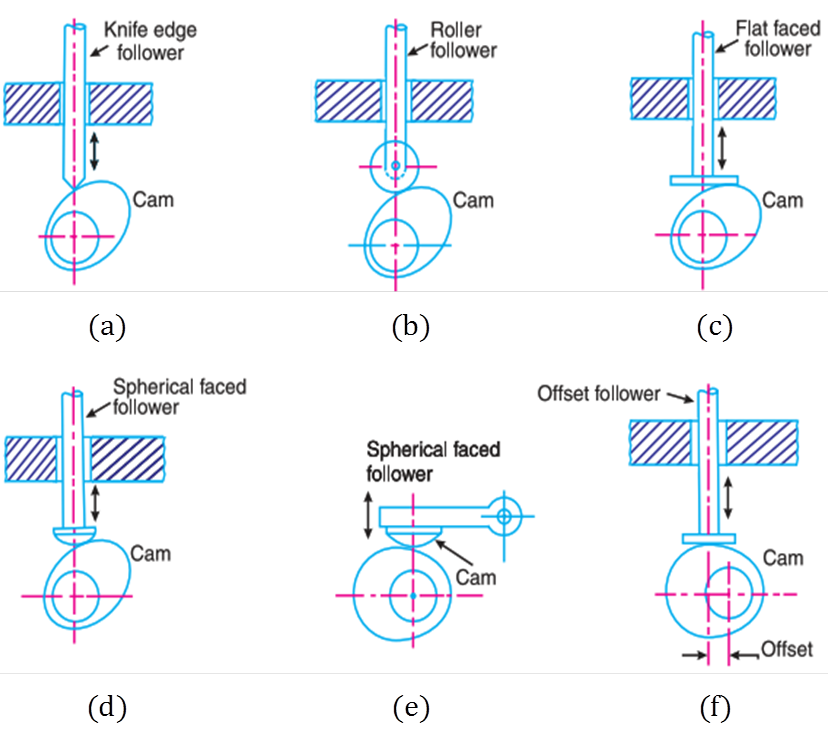 Knife edge
follower
Cam
Roller
follower
Cam
Flat faced
follower
Cam
(a)
(b)
(c)
Spherical faced
follower
Cam
Spherical faced
follower
Cam
Offset follower
Cam
Offset
(d)
(e)
(f)